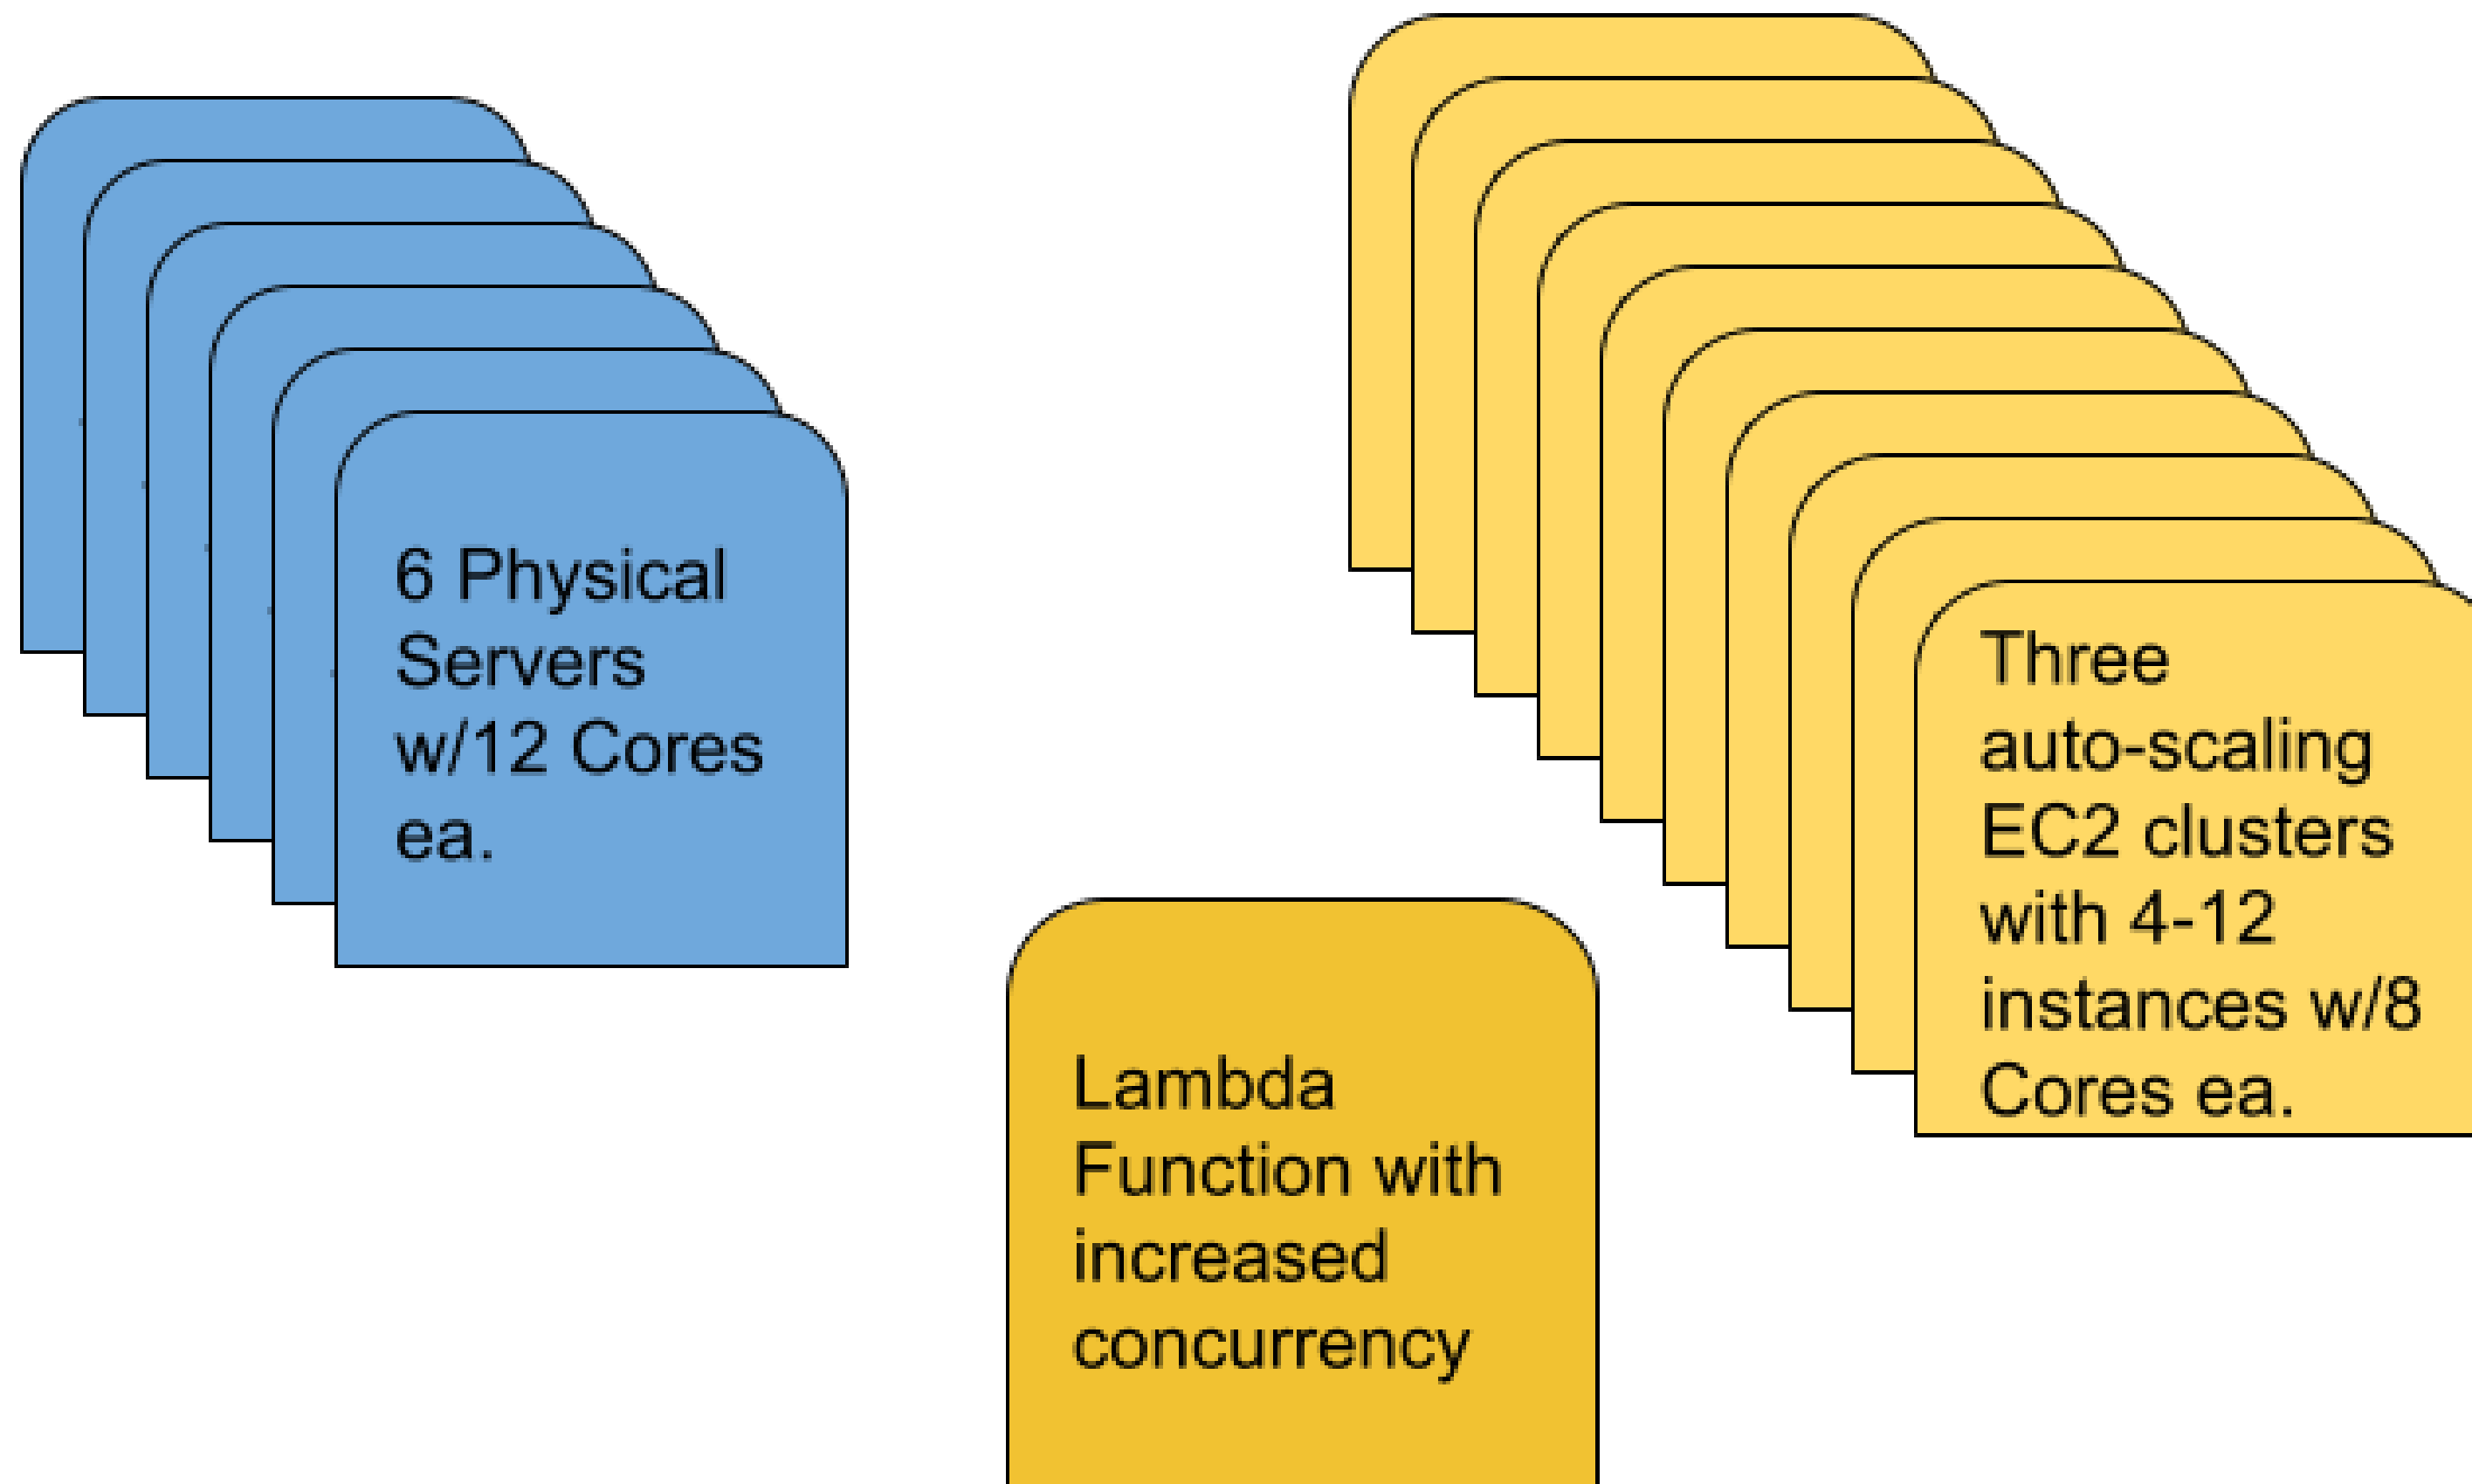 6 Physical
Servers
w/12 Cores
ea.
Three
auto-scaling
EC2 clusters
with 4-12
instances w/8
Cores ea.
Lambda
Function with
increased
concurrency